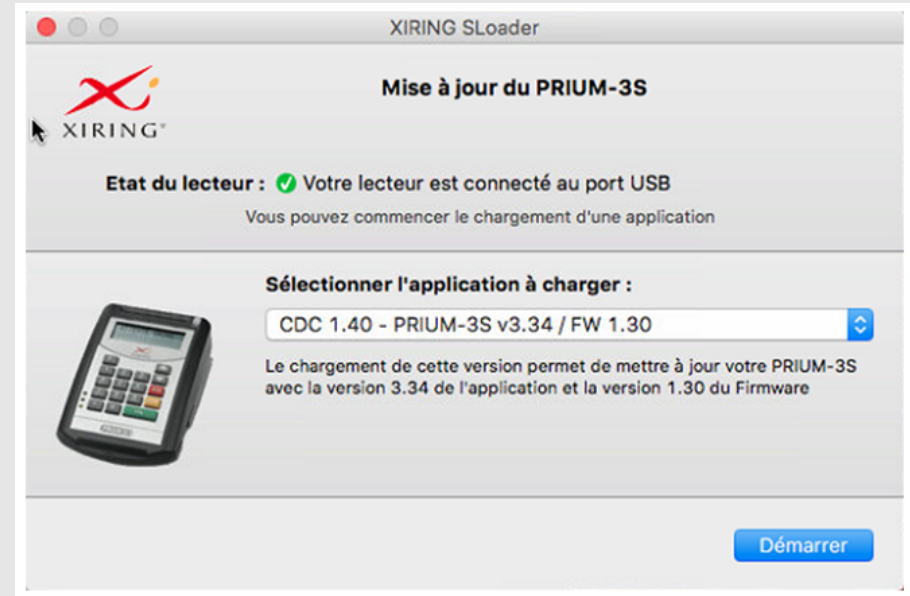 XIRING SLoader
XIRING®
Mise à jour du PRIUM-3S
Etat du lecteur : Votre lecteur est connecté au port USB
Vous pouvez commencer le chargement d'une application
Sélectionner l'application à charger :
CDC 1.40 - PRIUM-3S v3.34 / FW 1.30
Le chargement de cette version permet de mettre à jour votre PRIUM-3S
avec la version 3.34 de l'application et la version 1.30 du Firmware
Démarrer